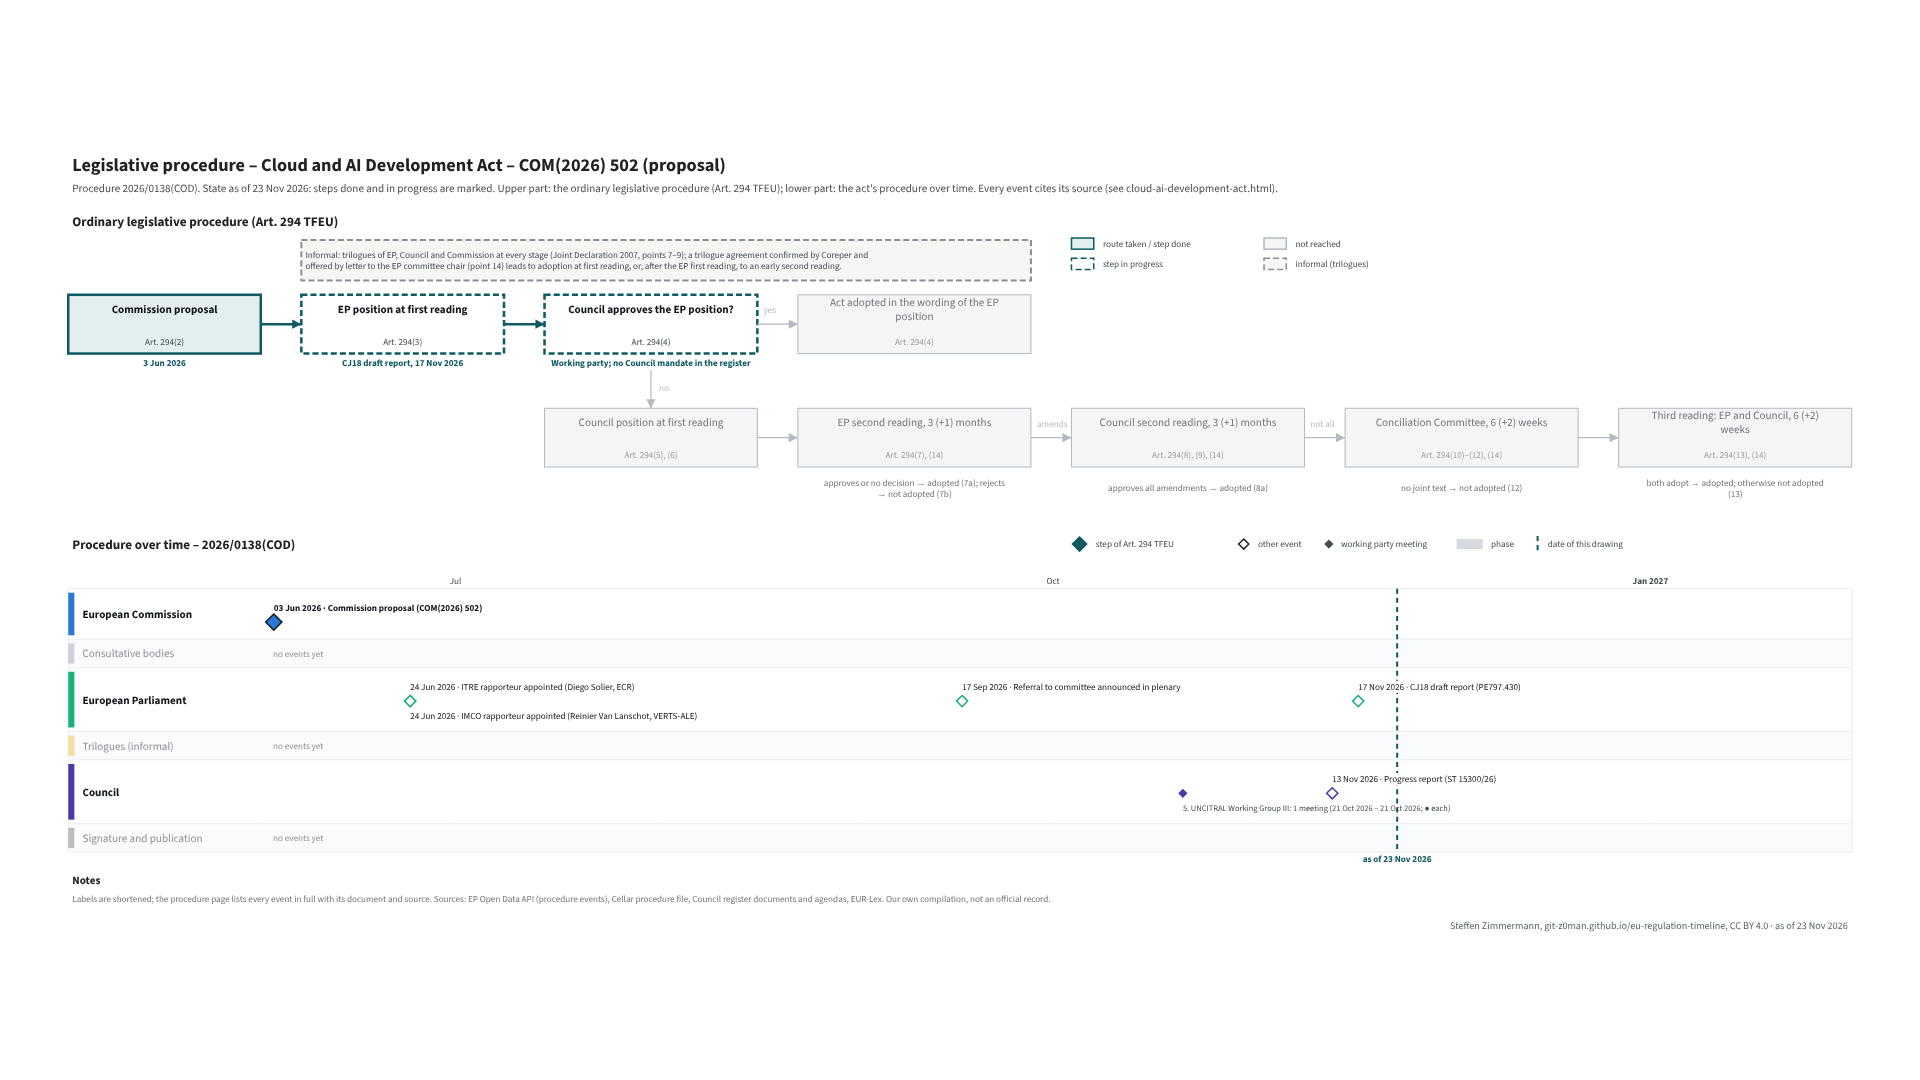 Legislative procedure – Cloud and AI Development Act – COM(2026) 502 (proposal)
Procedure 2026/0138(COD). State as of 23 Nov 2026: steps done and in progress are marked. Upper part: the ordinary legislative procedure (Art. 294 TFEU); lower part: the act's procedure over time. Every event cites its source (see cloud-ai-development-act.html).
Ordinary legislative procedure (Art. 294 TFEU)
Informal: trilogues of EP, Council and Commission at every stage (Joint Declaration 2007, points 7–9); a trilogue agreement confirmed by Coreper and
offered by letter to the EP committee chair (point 14) leads to adoption at first reading, or, after the EP first reading, to an early second reading.
route taken / step done
not reached
step in progress
informal (trilogues)
Commission proposal
Art. 294(2)
3 Jun 2026
EP position at first reading
Art. 294(3)
CJ18 draft report, 17 Nov 2026
Council approves the EP position?
Art. 294(4)
Working party; no Council mandate in the register
yes
Act adopted in the wording of the EP
position
Art. 294(4)
no
Council position at first reading
Art. 294(5), (6)
EP second reading, 3 (+1) months
Art. 294(7), (14)
approves or no decision → adopted (7a); rejects
→ not adopted (7b)
amends
Council second reading, 3 (+1) months
Art. 294(8), (9), (14)
approves all amendments → adopted (8a)
not all
Conciliation Committee, 6 (+2) weeks
Art. 294(10)–(12), (14)
no joint text → not adopted (12)
Third reading: EP and Council, 6 (+2)
weeks
Art. 294(13), (14)
both adopt → adopted; otherwise not adopted
(13)
Procedure over time – 2026/0138(COD)
step of Art. 294 TFEU
other event
working party meeting
phase
date of this drawing
Jul
Oct
Jan 2027
European Commission
03 Jun 2026 · Commission proposal (COM(2026) 502)
Consultative bodies
no events yet
European Parliament
24 Jun 2026 · ITRE rapporteur appointed (Diego Solier, ECR)
24 Jun 2026 · IMCO rapporteur appointed (Reinier Van Lanschot, VERTS-ALE)
17 Sep 2026 · Referral to committee announced in plenary
17 Nov 2026 · CJ18 draft report (PE797.430)
Trilogues (informal)
no events yet
Council
13 Nov 2026 · Progress report (ST 15300/26)
5. UNCITRAL Working Group III: 1 meeting (21 Oct 2026 – 21 Oct 2026; ● each)
Signature and publication
no events yet
as of 23 Nov 2026
Notes
Labels are shortened; the procedure page lists every event in full with its document and source. Sources: EP Open Data API (procedure events), Cellar procedure file, Council register documents and agendas, EUR-Lex. Our own compilation, not an official record.
Steffen Zimmermann, git-z0man.github.io/eu-regulation-timeline, CC BY 4.0 · as of 23 Nov 2026